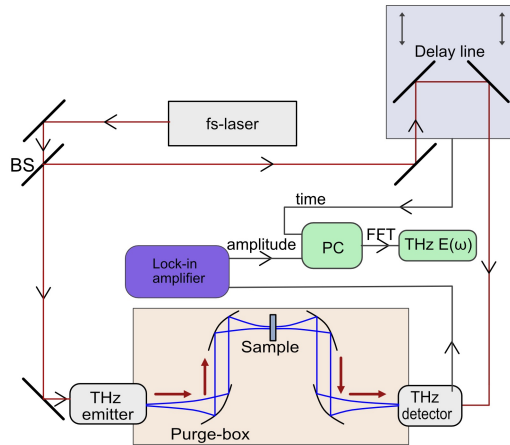 Delay line
fs-laser
BS
time
amplitude
PC
FFT
THz E(ω)
Lock-in
amplifier
Sample
THz
emitter
THz
detector
Purge-box